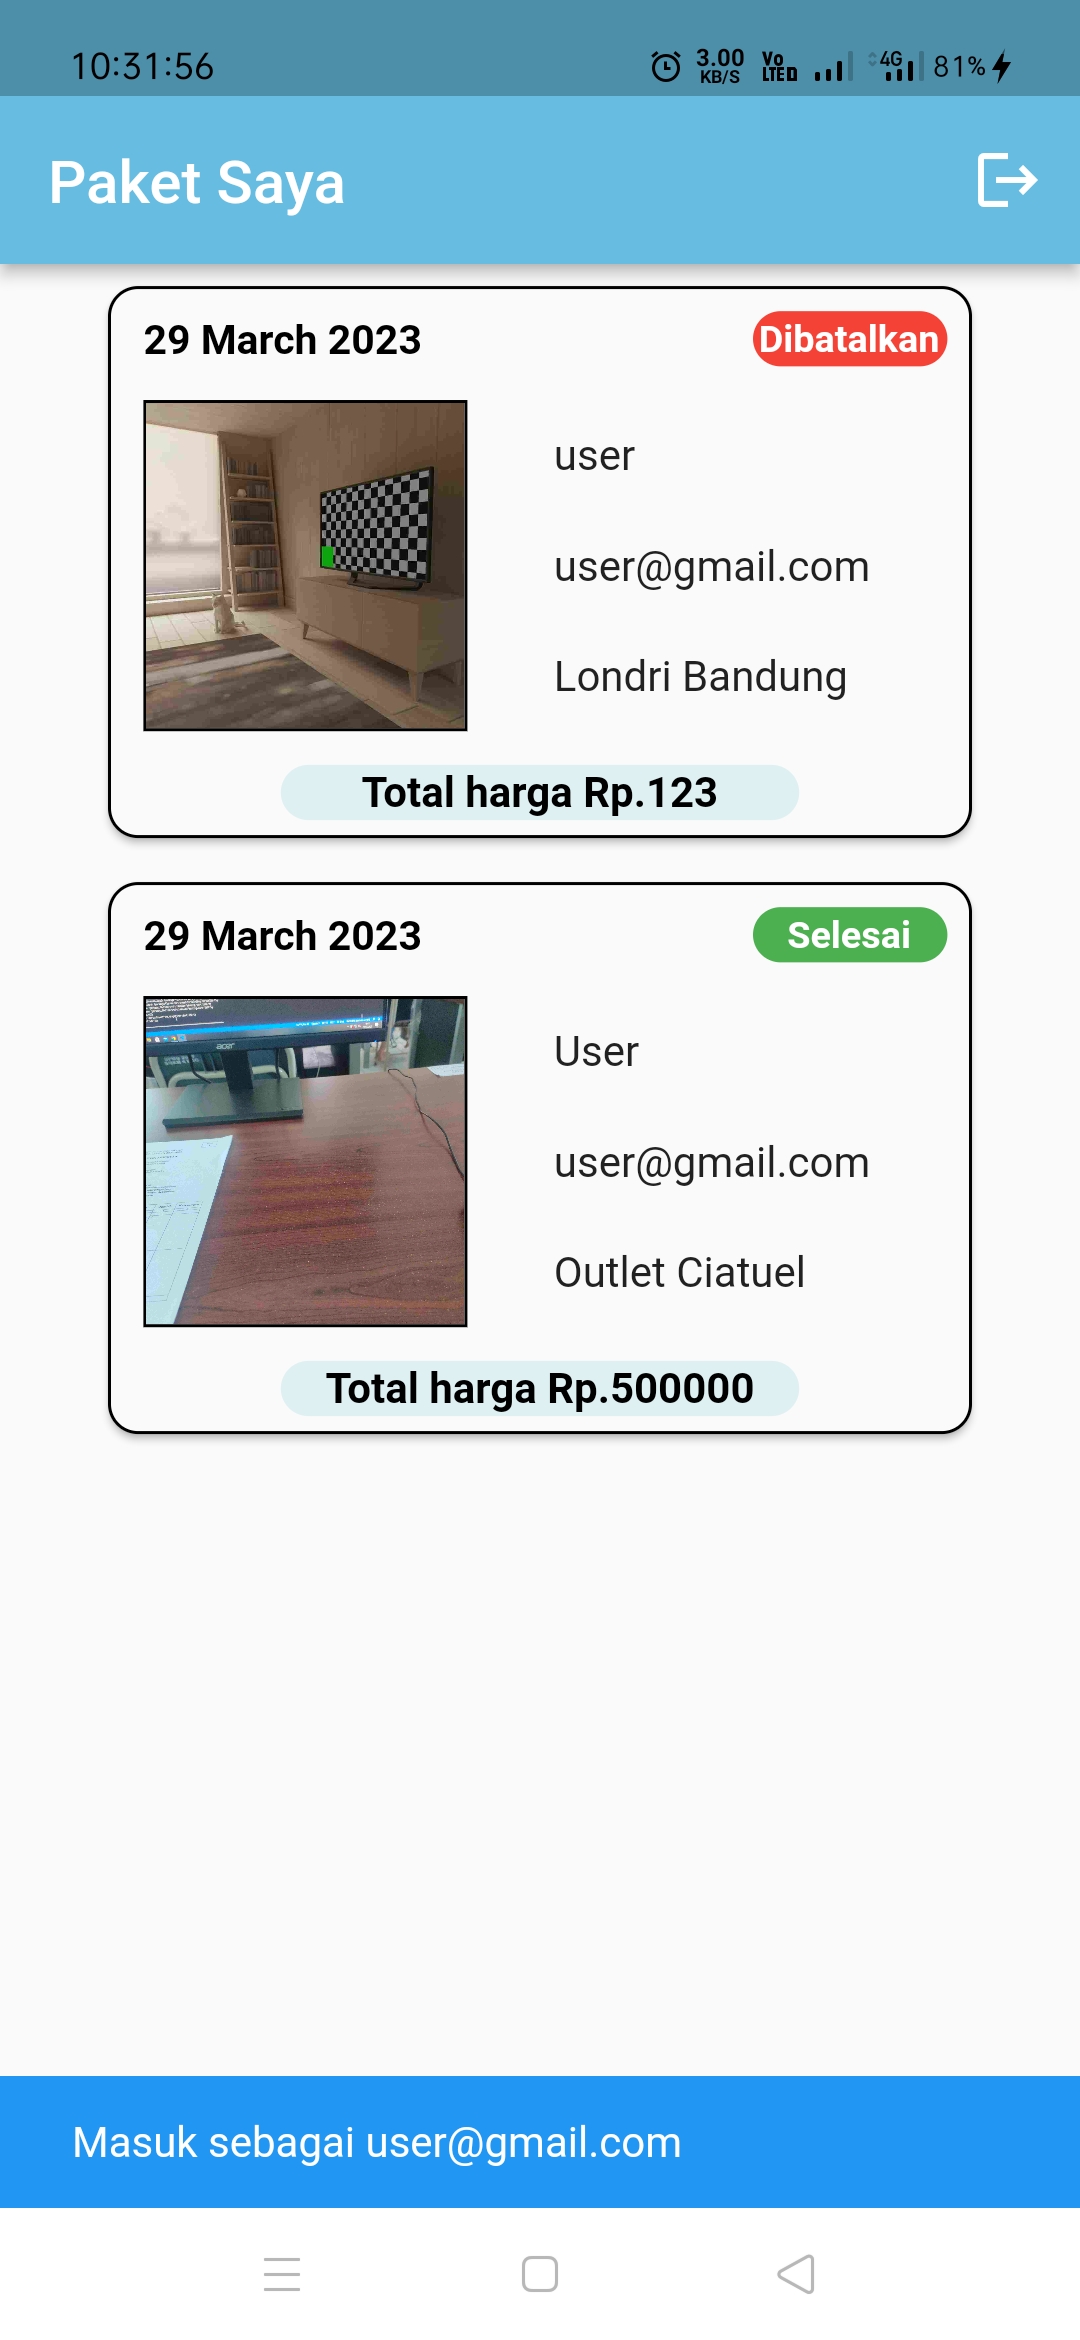 10:31:56
3.00 KB/S
Vo LTE
4G
81%
Paket Saya
29 March 2023
Dibatalkan
user
user@gmail.com
Londri Bandung
Total harga Rp.123
29 March 2023
Selesai
acer
User
user@gmail.com
Outlet Ciatuel
Total harga Rp.500000
Masuk sebagai user@gmail.com